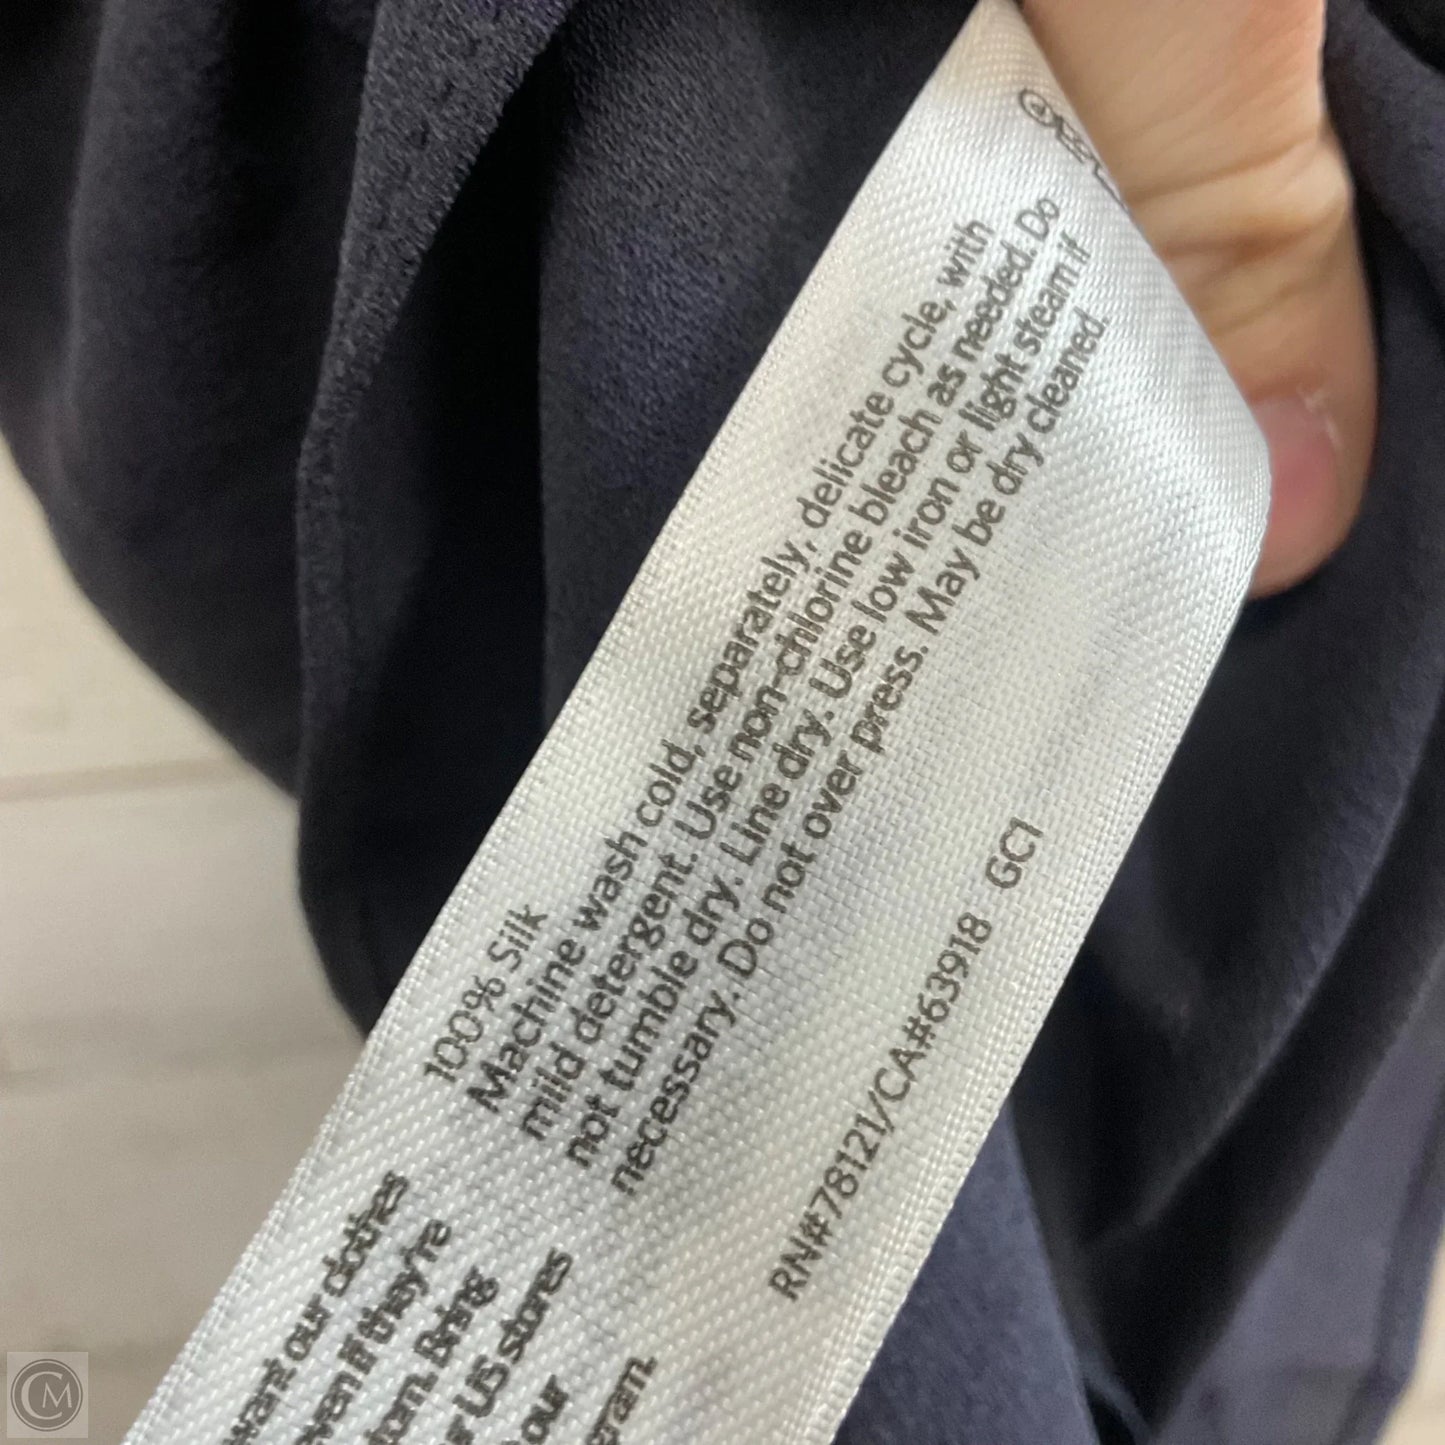 100% Silk
Machine wash cold, separately, delicate cycle, with
mild detergent. Use non-chlorine bleach as needed. Do
not tumble dry. Line dry. Use low iron or light steam if
necessary. Do not over press. May be dry cleaned.
RN#78121/CA#63918 GC1
want our clothes
even if they're
torn. Bring
US stores
our
CM